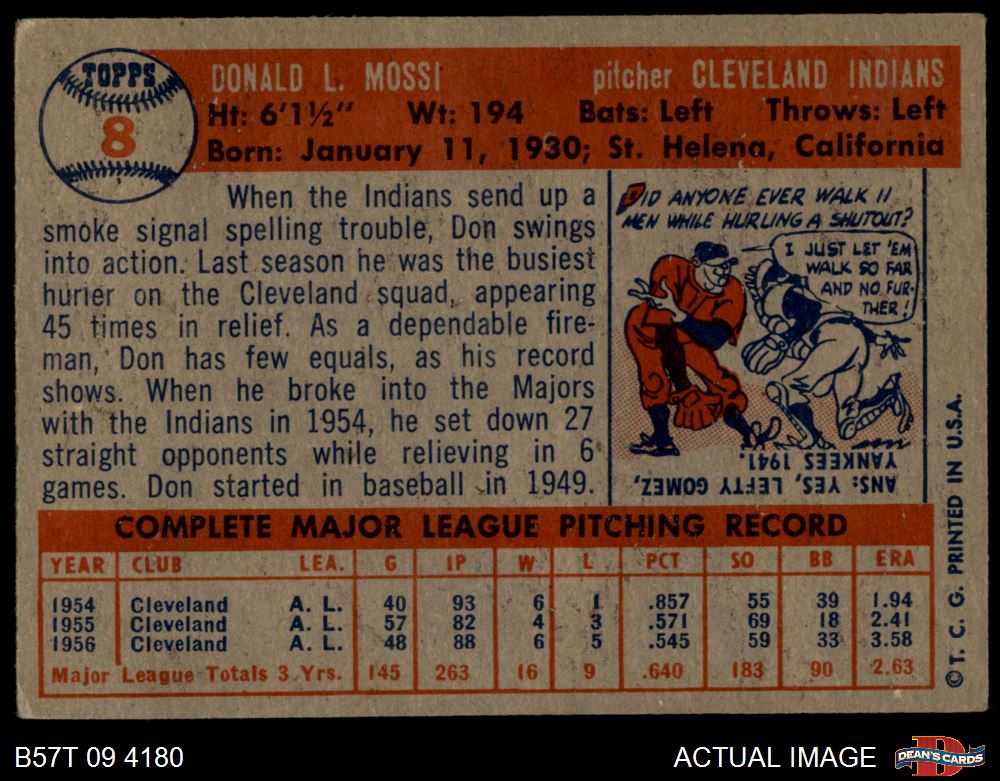 TOPPS
8
DONALD L. MOSSI pitcher CLEVELAND INDIANS
Ht: 6'1½" Wt: 194 Bats: Left Throws: Left
Born: January 11, 1930; St. Helena, California
When the Indians send up a
smoke signal spelling trouble, Don swings
into action. Last season he was the busiest
hurler on the Cleveland squad, appearing
45 times in relief. As a dependable fire-
man, Don has few equals, as his record
shows. When he broke into the Majors
with the Indians in 1954, he set down 27
straight opponents while relieving in 6
games. Don started in baseball in 1949.
DID ANYONE EVER WALK 11
MEN WHILE HURLING A SHUTOUT?
I JUST LET 'EM
WALK SO FAR
AND NO FUR-
THER!
ANS: YES, LEFTY GOMEZ,
YANKEES 1941.
COMPLETE MAJOR LEAGUE PITCHING RECORD
YEAR CLUB LEA. G IP W L PCT SO BB ERA
1954 Cleveland A. L. 40 93 6 1 .857 55 39 1.94
1955 Cleveland A. L. 57 82 4 3 .571 69 18 2.41
1956 Cleveland A. L. 48 88 6 5 .545 59 33 3.58
Major League Totals 3 Yrs. 145 263 16 9 .640 183 90 2.63
©T. C. G. PRINTED IN U.S.A.
B57T 09 4180
ACTUAL IMAGE
D
DEAN'S CARDS